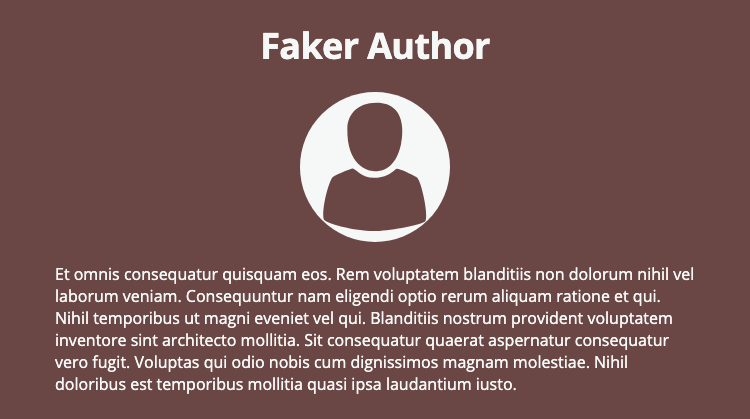 Faker Author
Et omnis consequatur quisquam eos. Rem voluptatem blanditiis non dolorum nihil vel
laborum veniam. Consequuntur nam eligendi optio rerum aliquam ratione et qui.
Nihil temporibus ut magni eveniet vel qui. Blanditiis nostrum provident voluptatem
inventore sint architecto mollitia. Sit consequatur quaerat aspernatur consequatur
vero fugit. Voluptas qui odio nobis cum dignissimos magnam molestiae. Nihil
doloribus est temporibus mollitia quasi ipsa laudantium iusto.